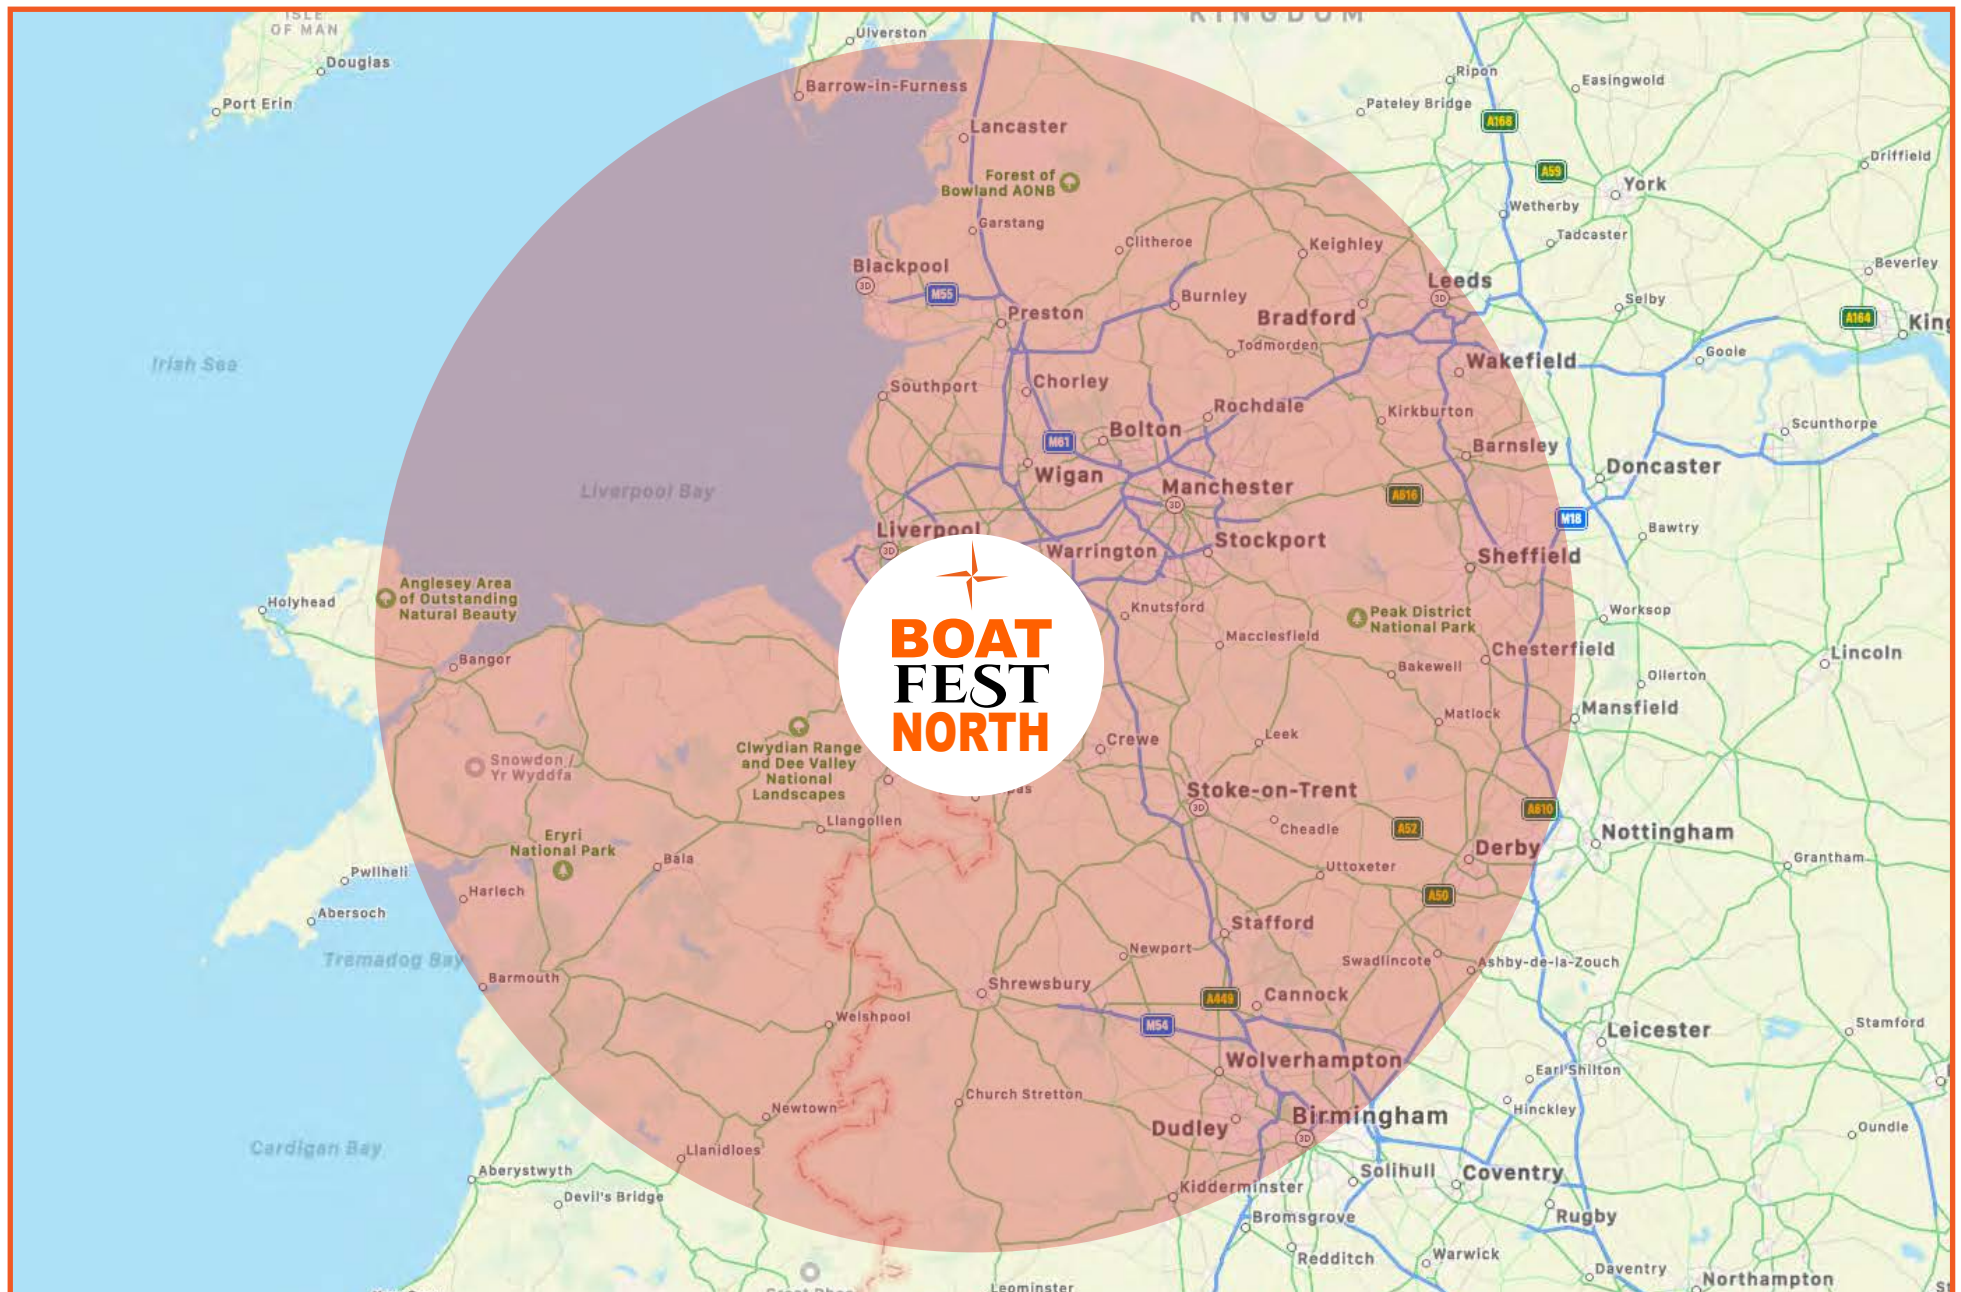 ISLE
OF MAN
KINGDOM
Ulverston
Douglas
Port Erin
Barrow-in-Furness
Lancaster
Forest of
Bowland AONB
Garstang
Clitheroe
Keighley
Ripon
Easingwold
Pateley Bridge
A168
A59
Driffield
York
Wetherby
Tadcaster
Beverley
Blackpool
3D
M55
Preston
Burnley
Bradford
Leeds
3D
Selby
A164
Todmorden
Wakefield
Goole
Irish Sea
Southport
Chorley
Rochdale
Kirkburton
Scunthorpe
M61
Bolton
Barnsley
Wigan
Doncaster
Liverpool Bay
Manchester
3D
A616
M18
Bawtry
Liverpool
3D
Warrington
Stockport
Sheffield
Anglesey Area
of Outstanding
Natural Beauty
Holyhead
Knutsford
Macclesfield
Peak District
National Park
Worksop
Bangor
BOAT
FEST
NORTH
Bakewell
Chesterfield
Lincoln
Ollerton
Matlock
Mansfield
Snowdon /
Yr Wyddfa
Clwydian Range
and Dee Valley
National
Landscapes
Crewe
Leek
Stoke-on-Trent
3D
A610
Llangollen
Cheadle
A52
Nottingham
Eryri
National Park
Bala
Derby
Grantham
Pwllheli
Harlech
Uttoxeter
A50
Abersoch
Stafford
Tremadog Bay
Newport
Swadlincote
Ashby-de-la-Zouch
Barmouth
Shrewsbury
A449
Cannock
Welshpool
M54
Leicester
Stamford
Wolverhampton
Earl Shilton
Church Stretton
Newtown
Hinckley
Dudley
Birmingham
3D
Oundle
Cardigan Bay
Llanidloes
Aberystwyth
Solihull
Coventry
Devil's Bridge
Kidderminster
Bromsgrove
Rugby
Redditch
Warwick
Daventry
Leominster
Northampton